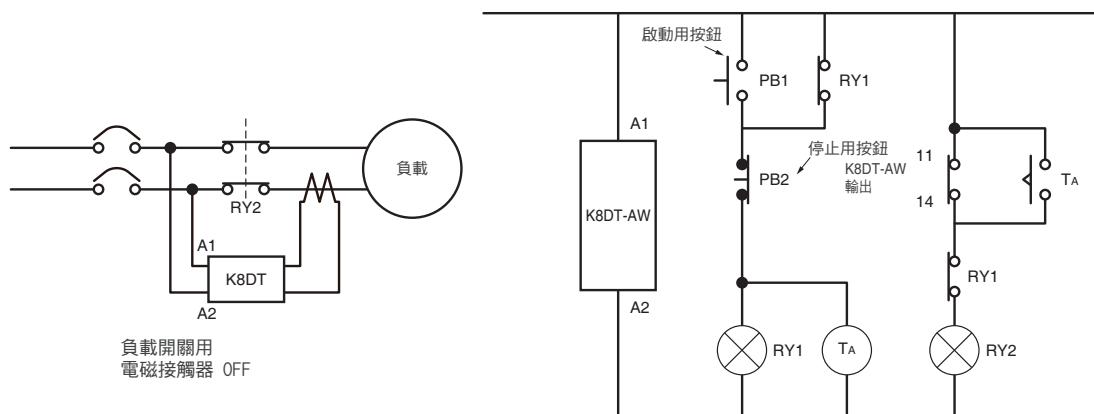 負載
RY2
A1
K8DT
A2
負載開關用
電磁接觸器 OFF
啟動用按鈕
PB1
RY1
A1
停止用按鈕
PB2
K8DT-AW
輸出
11
14
TA
K8DT-AW
RY1
A2
RY1
TA
RY2